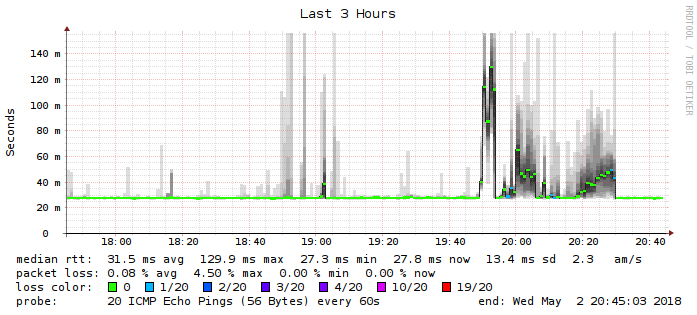 Last 3 Hours
RRDTOOL / TOBI OETIKER
Seconds
140 m
120 m
100 m
80 m
60 m
40 m
20 m
0
18:00 18:20 18:40 19:00 19:20 19:40 20:00 20:20 20:40
median rtt: 31.5 ms avg 129.9 ms max 27.3 ms min 27.8 ms now 13.4 ms sd 2.3 am/s
packet loss: 0.08 % avg 4.50 % max 0.00 % min 0.00 % now
loss color: 0 1/20 2/20 3/20 4/20 10/20 19/20
probe: 20 ICMP Echo Pings (56 Bytes) every 60s end: Wed May 2 20:45:03 2018